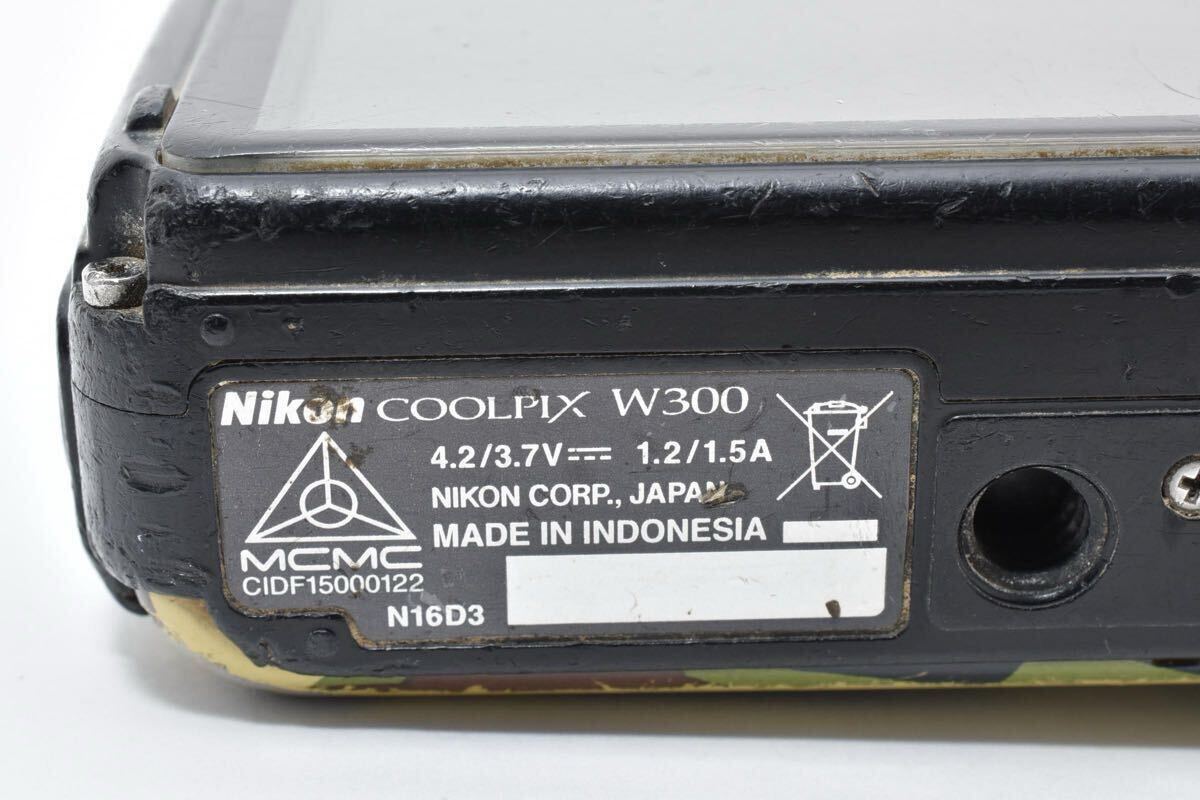 Nikon COOLPIX W300
4.2/3.7V⎓ 1.2/1.5A
NIKON CORP., JAPAN
MADE IN INDONESIA
MCMC
CIDF15000122
N16D3